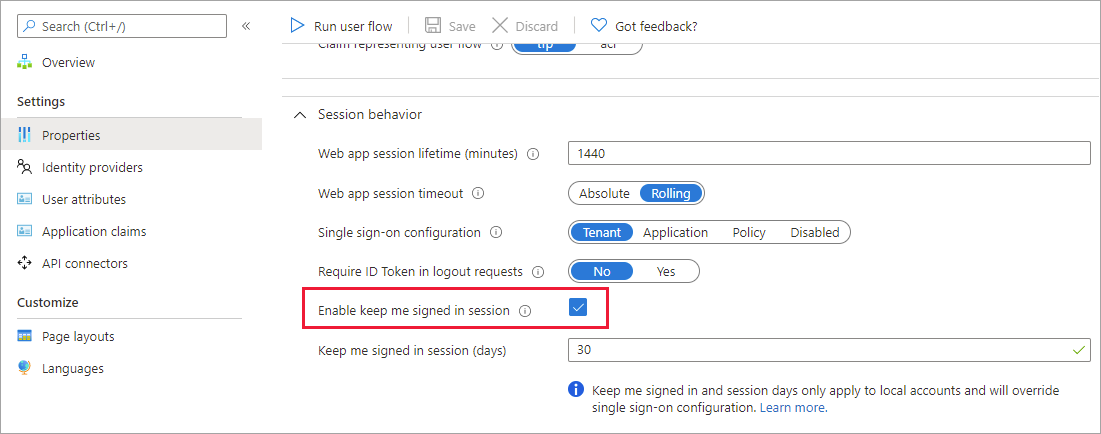 Search (Ctrl+/)
«
Run user flow
Save
Discard
Got feedback?
Overview
Claim representing user flow
tfp
acr
Settings
Session behavior
Properties
Web app session lifetime (minutes)
1440
Identity providers
Web app session timeout
Absolute
Rolling
User attributes
Single sign-on configuration
Tenant
Application
Policy
Disabled
Application claims
API connectors
Require ID Token in logout requests
No
Yes
Customize
Enable keep me signed in session
Page layouts
Keep me signed in session (days)
30
Languages
Keep me signed in and session days only apply to local accounts and will override
single sign-on configuration. Learn more.